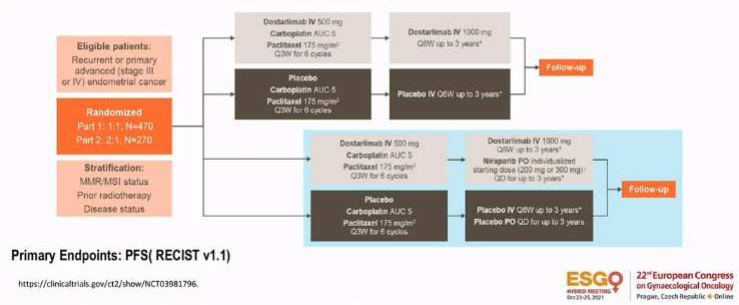 Eligible patients:
Recurrent or primary
advanced (stage III
or IV) endometrial cancer
Randomized
Part 1: 1:1, N=470
Part 2: 2:1, N=270
Stratification:
MMR/MSI status
Prior radiotherapy
Disease status
Dostarlimab IV 500 mg
Carboplatin AUC 5
Paclitaxel 175 mg/m²
Q3W for 6 cycles
Dostarlimab IV 1000 mg
Q6W up to 3 years*
Placebo
Carboplatin AUC 5
Paclitaxel 175 mg/m²
Q3W for 6 cycles
Placebo IV Q6W up to 3 years*
Follow-up
Dostarlimab IV 500 mg
Carboplatin AUC 5
Paclitaxel 175 mg/m²
Q3W for 6 cycles
Dostarlimab IV 1000 mg
Q6W up to 3 years*
Niraparib PO individualized
starting dose (200 mg or 300 mg)
QD for up to 3 years*
Placebo
Carboplatin AUC 5
Paclitaxel 175 mg/m²
Q3W for 6 cycles
Placebo IV Q6W up to 3 years*
Placebo PO QD for up to 3 years
Follow-up
Primary Endpoints: PFS( RECIST v1.1)
https://clinicaltrials.gov/ct2/show/NCT03981796.
ESGO
HYBRID MEETING
Oct 23-25, 2021
22nd European Congress
on Gynaecological Oncology
Prague, Czech Republic + Online